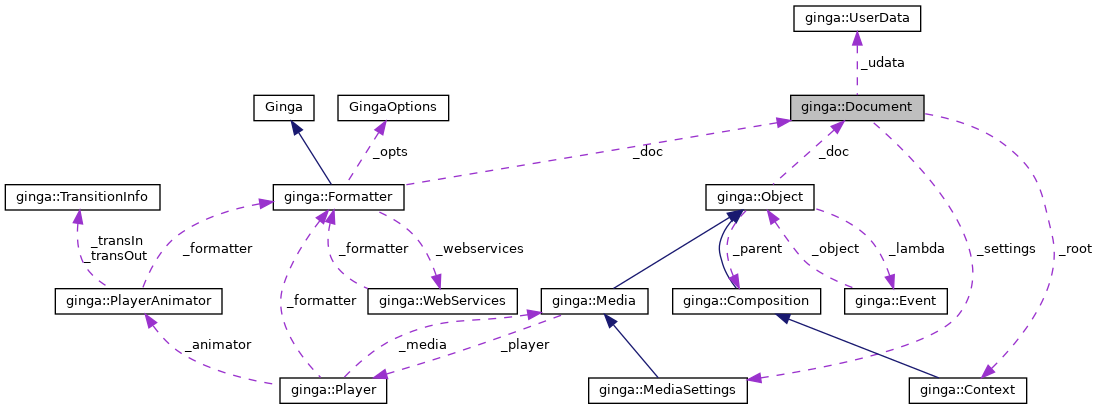 ginga::UserData
_udata
Ginga
GingaOptions
ginga::Document
_opts
_doc
_doc
ginga::TransitionInfo
ginga::Formatter
ginga::Object
_transIn
_transOut
_formatter
_formatter
_webservices
_parent
_object
_lambda
_settings
_root
ginga::PlayerAnimator
_formatter
ginga::WebServices
ginga::Media
ginga::Composition
ginga::Event
_animator
_media
_player
ginga::Player
ginga::MediaSettings
ginga::Context